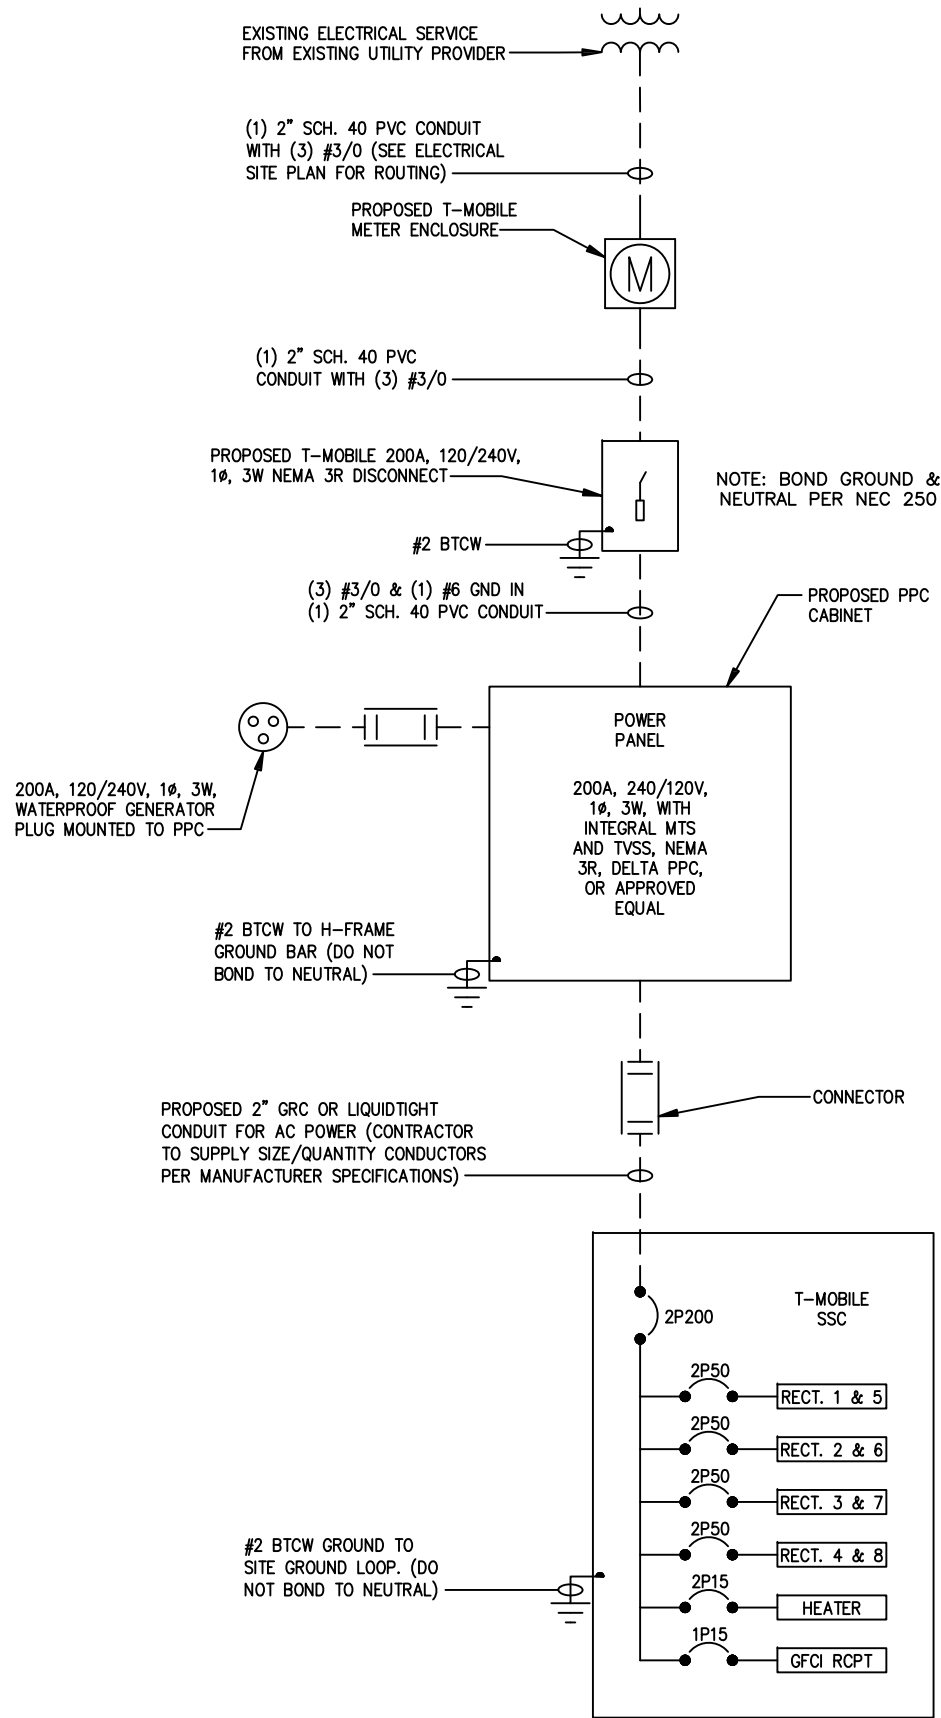 EXISTING ELECTRICAL SERVICE
FROM EXISTING UTILITY PROVIDER
(1) 2" SCH. 40 PVC CONDUIT
WITH (3) #3/0 (SEE ELECTRICAL
SITE PLAN FOR ROUTING)
PROPOSED T-MOBILE
METER ENCLOSURE
M
(1) 2" SCH. 40 PVC
CONDUIT WITH (3) #3/0
PROPOSED T-MOBILE 200A, 120/240V,
1ø, 3W NEMA 3R DISCONNECT
NOTE: BOND GROUND &
NEUTRAL PER NEC 250
#2 BTCW
(3) #3/0 & (1) #6 GND IN
(1) 2" SCH. 40 PVC CONDUIT
PROPOSED PPC
CABINET
POWER
PANEL
200A, 240/120V,
1ø, 3W, WITH
INTEGRAL MTS
AND TVSS, NEMA
3R, DELTA PPC,
OR APPROVED
EQUAL
200A, 120/240V, 1ø, 3W,
WATERPROOF GENERATOR
PLUG MOUNTED TO PPC
#2 BTCW TO H-FRAME
GROUND BAR (DO NOT
BOND TO NEUTRAL)
CONNECTOR
PROPOSED 2" GRC OR LIQUIDTIGHT
CONDUIT FOR AC POWER (CONTRACTOR
TO SUPPLY SIZE/QUANTITY CONDUCTORS
PER MANUFACTURER SPECIFICATIONS)
T-MOBILE
SSC
2P200
2P50
RECT. 1 & 5
2P50
RECT. 2 & 6
2P50
RECT. 3 & 7
2P50
RECT. 4 & 8
2P15
HEATER
1P15
GFCI RCPT
#2 BTCW GROUND TO
SITE GROUND LOOP. (DO
NOT BOND TO NEUTRAL)